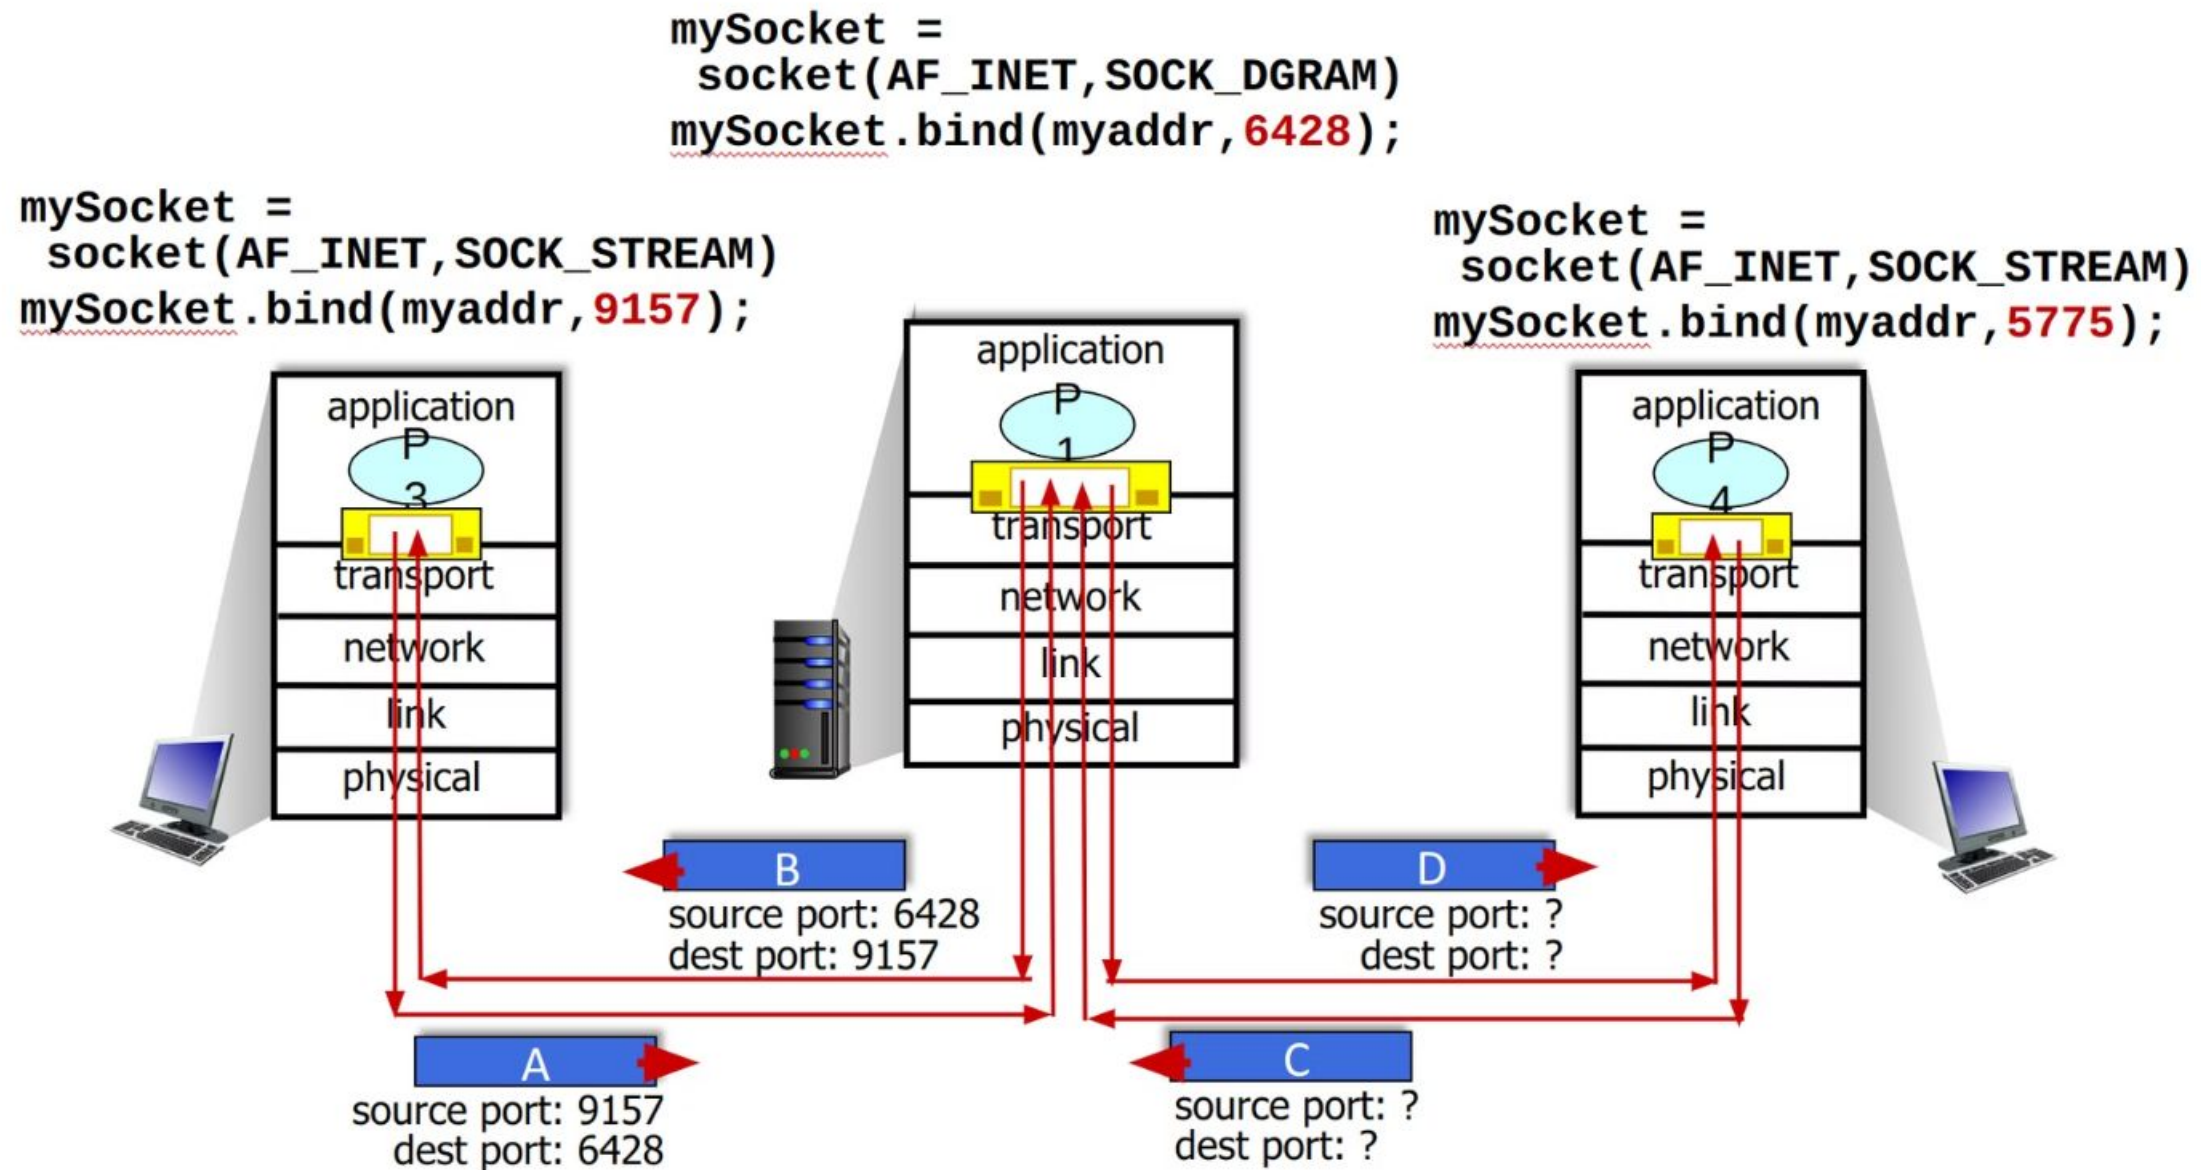 mySocket =
socket(AF_INET,SOCK_DGRAM)
mySocket.bind(myaddr,6428);
mySocket =
socket(AF_INET,SOCK_STREAM)
mySocket.bind(myaddr,9157);
mySocket =
socket(AF_INET,SOCK_STREAM)
mySocket.bind(myaddr,5775);
application
P
3
transport
network
link
physical
application
P
1
transport
network
link
physical
application
P
4
transport
network
link
physical
B
source port: 6428
dest port: 9157
D
source port: ?
dest port: ?
A
source port: 9157
dest port: 6428
C
source port: ?
dest port: ?